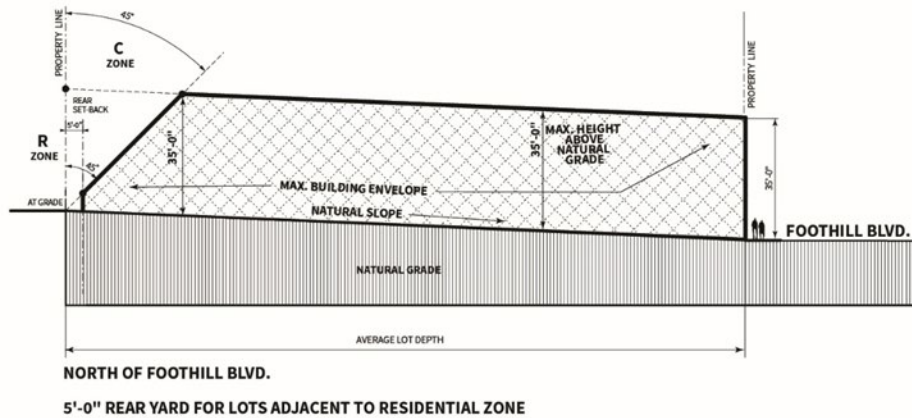 45°
PROPERTY LINE
C
ZONE
PROPERTY LINE
REAR
SET-BACK
5'-0"
R
ZONE
45°
35'-0"
35'-0"
MAX. HEIGHT
ABOVE
NATURAL
GRADE
35'-0"
MAX. BUILDING ENVELOPE
AT GRADE
NATURAL SLOPE
FOOTHILL BLVD.
NATURAL GRADE
AVERAGE LOT DEPTH
NORTH OF FOOTHILL BLVD.
5'-0" REAR YARD FOR LOTS ADJACENT TO RESIDENTIAL ZONE